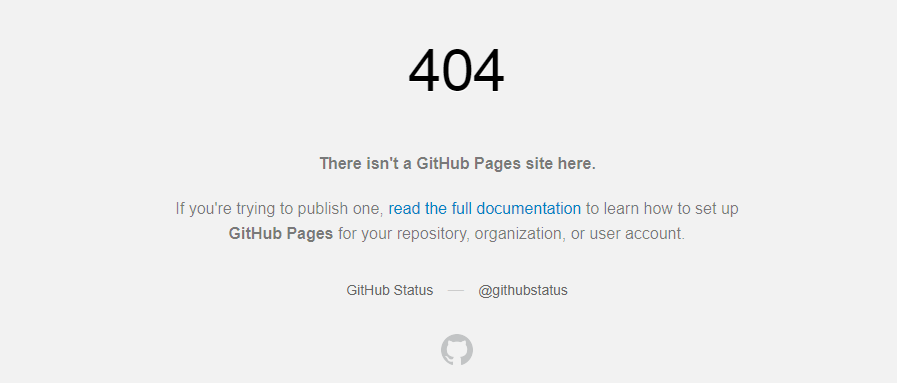 404
There isn't a GitHub Pages site here.
If you're trying to publish one, read the full documentation to learn how to set up
GitHub Pages for your repository, organization, or user account.
GitHub Status — @githubstatus